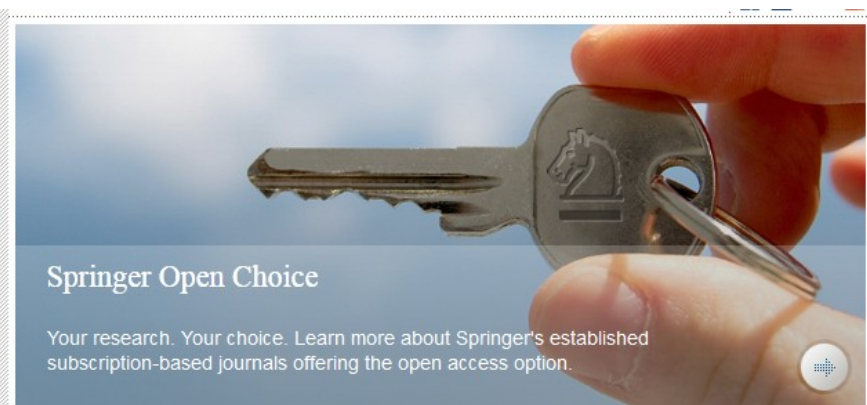 Springer Open Choice
Your research. Your choice. Learn more about Springer's established
subscription-based journals offering the open access option.